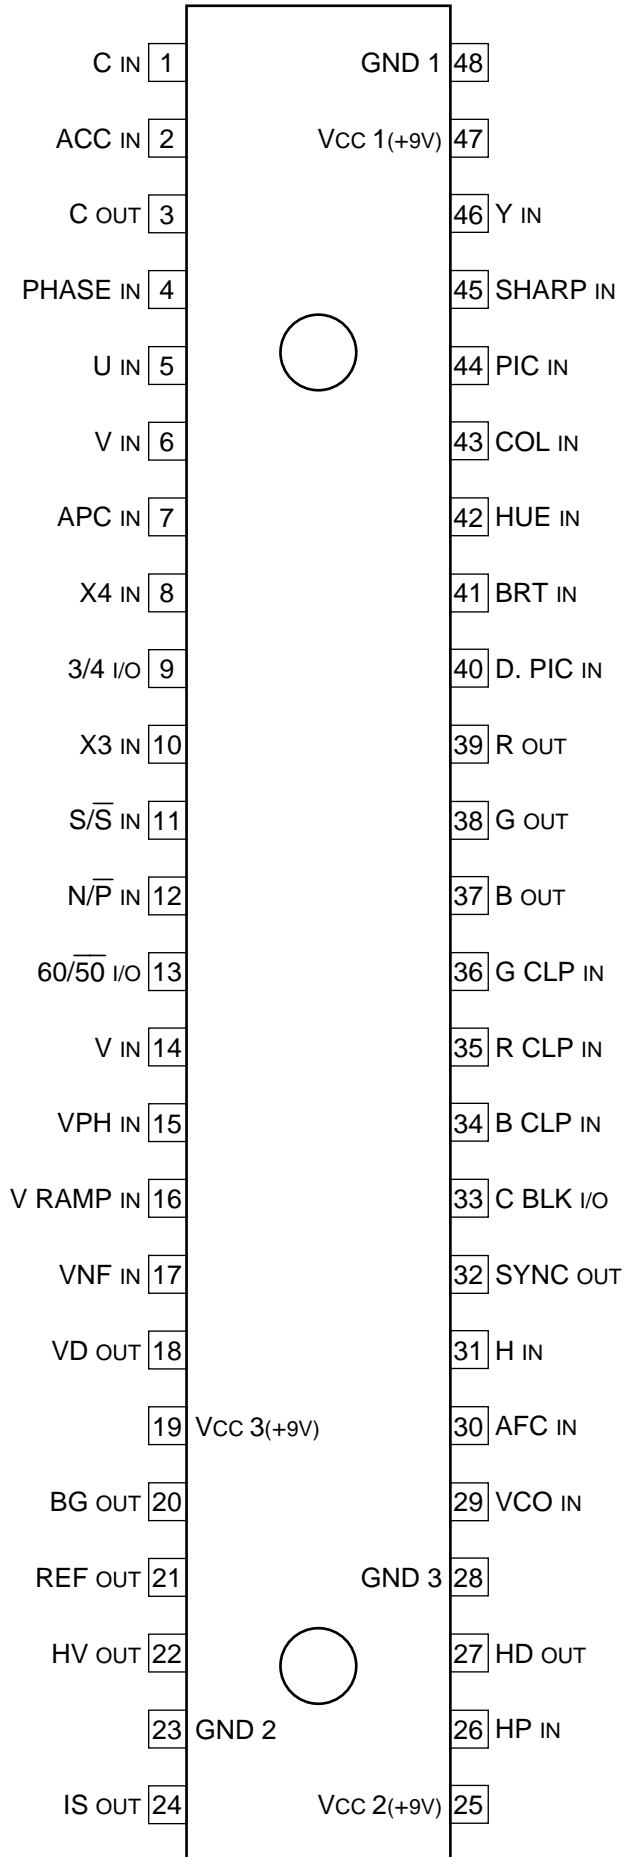 C IN 1 GND 1 48
ACC IN 2 VCC 1(+9V) 47
C OUT 3 46 Y IN
PHASE IN 4 45 SHARP IN
U IN 5 44 PIC IN
V IN 6 43 COL IN
APC IN 7 42 HUE IN
X4 IN 8 41 BRT IN
3/4 I/O 9 40 D. PIC IN
X3 IN 10 39 R OUT
S/S̅ IN 11 38 G OUT
N/P̅ IN 12 37 B OUT
60/5̅0̅ I/O 13 36 G CLP IN
V IN 14 35 R CLP IN
VPH IN 15 34 B CLP IN
V RAMP IN 16 33 C BLK I/O
VNF IN 17 32 SYNC OUT
VD OUT 18 31 H IN
19 VCC 3(+9V) 30 AFC IN
BG OUT 20 29 VCO IN
REF OUT 21 GND 3 28
HV OUT 22 27 HD OUT
23 GND 2 26 HP IN
IS OUT 24 VCC 2(+9V) 25